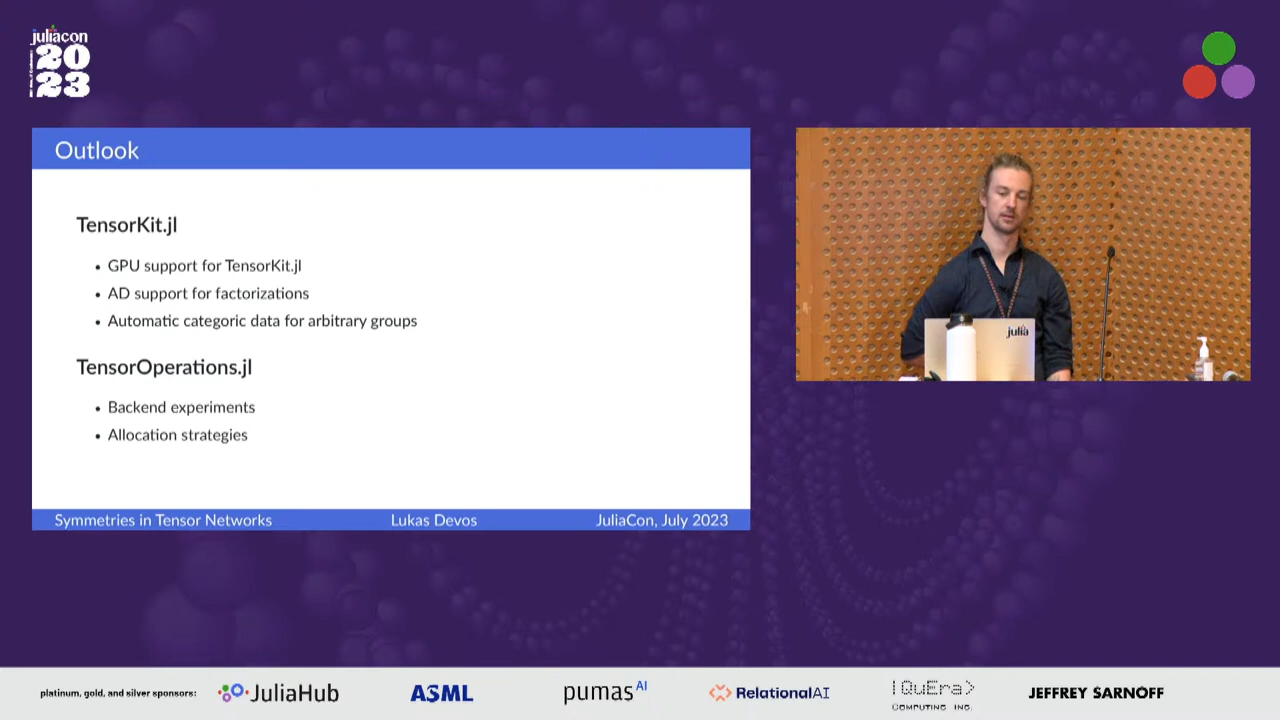 juliacon
2023
Outlook
TensorKit.jl
• GPU support for TensorKit.jl
• AD support for factorizations
• Automatic categoric data for arbitrary groups
TensorOperations.jl
• Backend experiments
• Allocation strategies
Symmetries in Tensor Networks Lukas Devos JuliaCon, July 2023
julia
platinum, gold, and silver sponsors: JuliaHub ASML pumasAI RelationalAI |QuEra> COMPUTING INC. JEFFREY SARNOFF